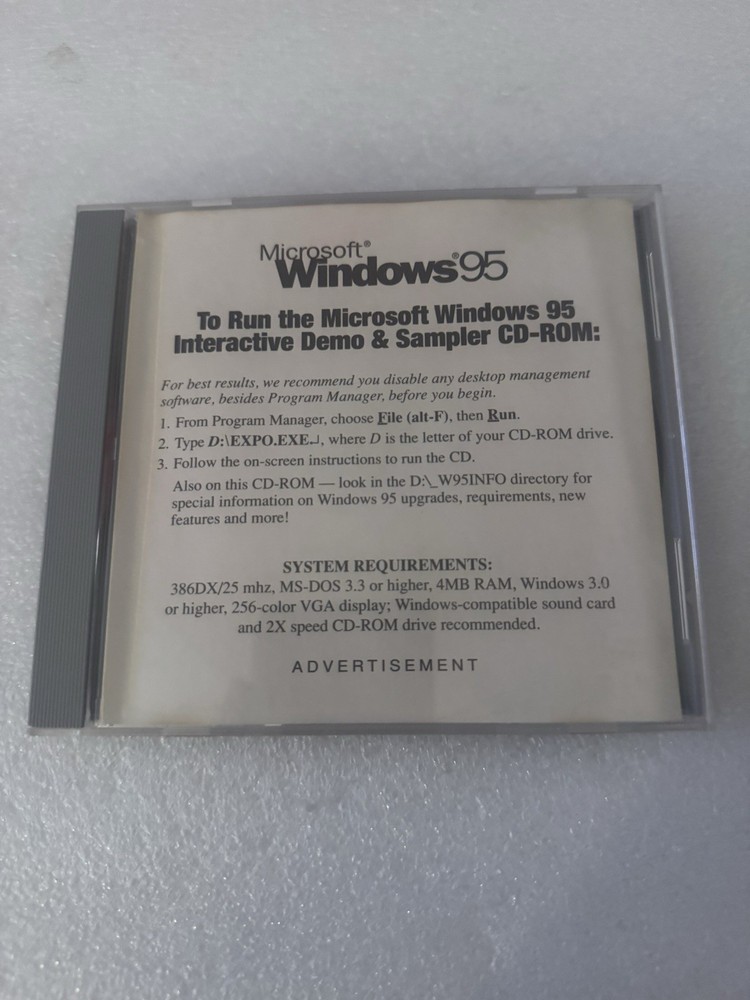 Microsoft®
Windows®95
To Run the Microsoft Windows 95
Interactive Demo & Sampler CD-ROM:
For best results, we recommend you disable any desktop management
software, besides Program Manager, before you begin.
1. From Program Manager, choose File (alt-F), then Run.
2. Type D:\EXPO.EXE↵, where D is the letter of your CD-ROM drive.
3. Follow the on-screen instructions to run the CD.
Also on this CD-ROM — look in the D:\_W95INFO directory for
special information on Windows 95 upgrades, requirements, new
features and more!
SYSTEM REQUIREMENTS:
386DX/25 mhz, MS-DOS 3.3 or higher, 4MB RAM, Windows 3.0
or higher, 256-color VGA display; Windows-compatible sound card
and 2X speed CD-ROM drive recommended.
ADVERTISEMENT